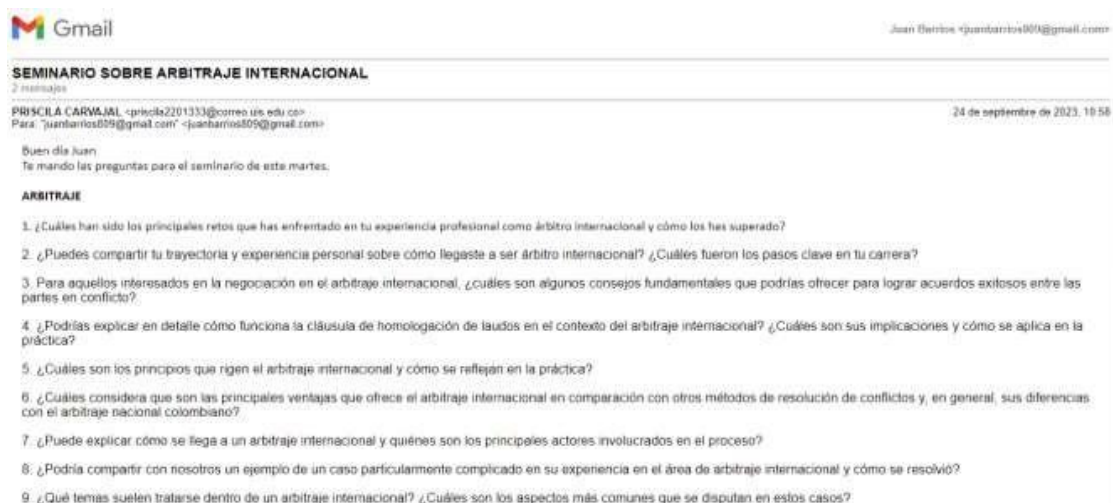 Gmail
Juan Berrios <juanbarrios809@gmail.com>
SEMINARIO SOBRE ARBITRAJE INTERNACIONAL
2 mensajes
PRISCILA CARVAJAL <priscila2201333@correo.uis.edu.co>
24 de septiembre de 2023, 10:58
Para: "juanbarrios809@gmail.com" <juanbarrios809@gmail.com>
Buen día Juan
Te mando las preguntas para el seminario de este martes.
ARBITRAJE
1. ¿Cuáles han sido los principales retos que has enfrentado en tu experiencia profesional como árbitro internacional y cómo los has superado?
2. ¿Puedes compartir tu trayectoria y experiencia personal sobre cómo llegaste a ser árbitro internacional? ¿Cuáles fueron los pasos clave en tu carrera?
3. Para aquellos interesados en la negociación en el arbitraje internacional, ¿cuáles son algunos consejos fundamentales que podrías ofrecer para lograr acuerdos exitosos entre las
partes en conflicto?
4. ¿Podrías explicar en detalle cómo funciona la cláusula de homologación de laudos en el contexto del arbitraje internacional? ¿Cuáles son sus implicaciones y cómo se aplica en la
práctica?
5. ¿Cuáles son los principios que rigen el arbitraje internacional y cómo se reflejan en la práctica?
6. ¿Cuáles considera que son las principales ventajas que ofrece el arbitraje internacional en comparación con otros métodos de resolución de conflictos y, en general, sus diferencias
con el arbitraje nacional colombiano?
7. ¿Puede explicar cómo se llega a un arbitraje internacional y quiénes son los principales actores involucrados en el proceso?
8. ¿Podría compartir con nosotros un ejemplo de un caso particularmente complicado en su experiencia en el área de arbitraje internacional y cómo se resolvió?
9. ¿Qué temas suelen tratarse dentro de un arbitraje internacional? ¿Cuáles son los aspectos más comunes que se disputan en estos casos?